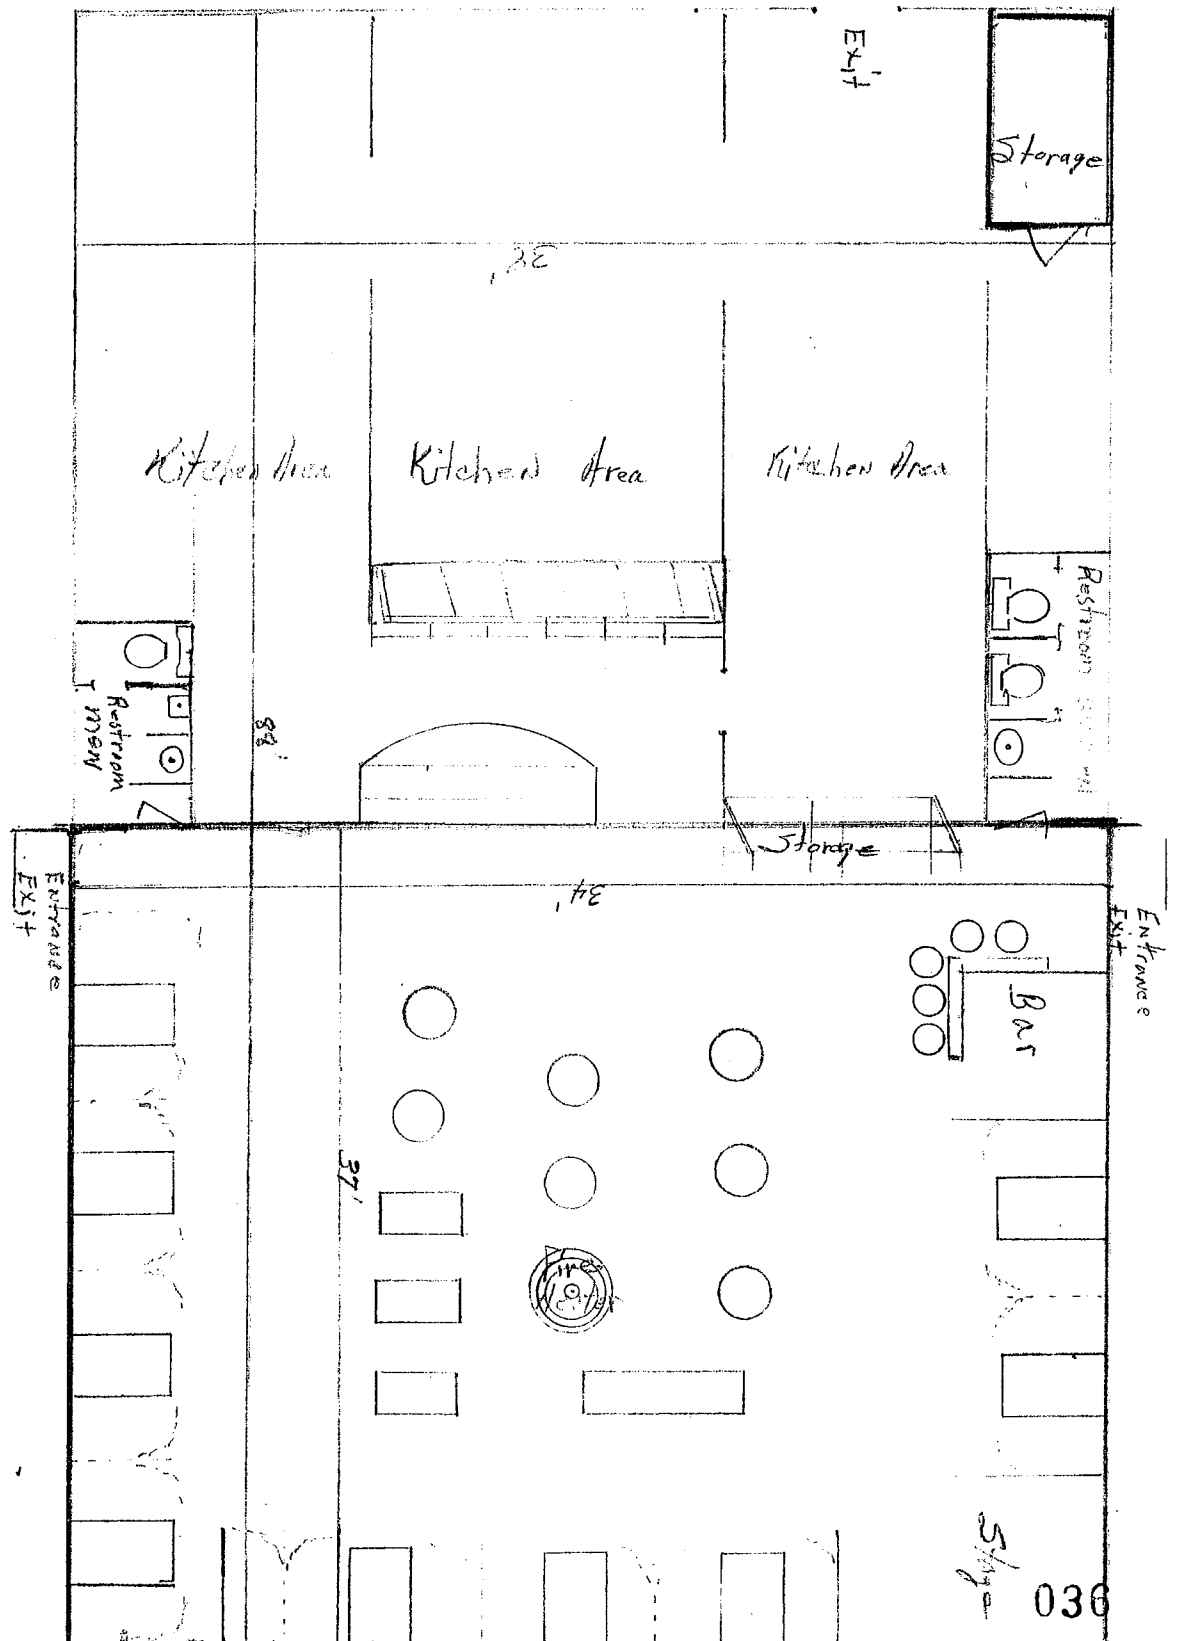 Exit
Storage
38'
Kitchen Area
Kitchen Area
Kitchen Area
Restroom
Restroom
men
Storage
34'
Entrance
Exit
Entrance
Exit
Bar
37'
Fire
Stage
036